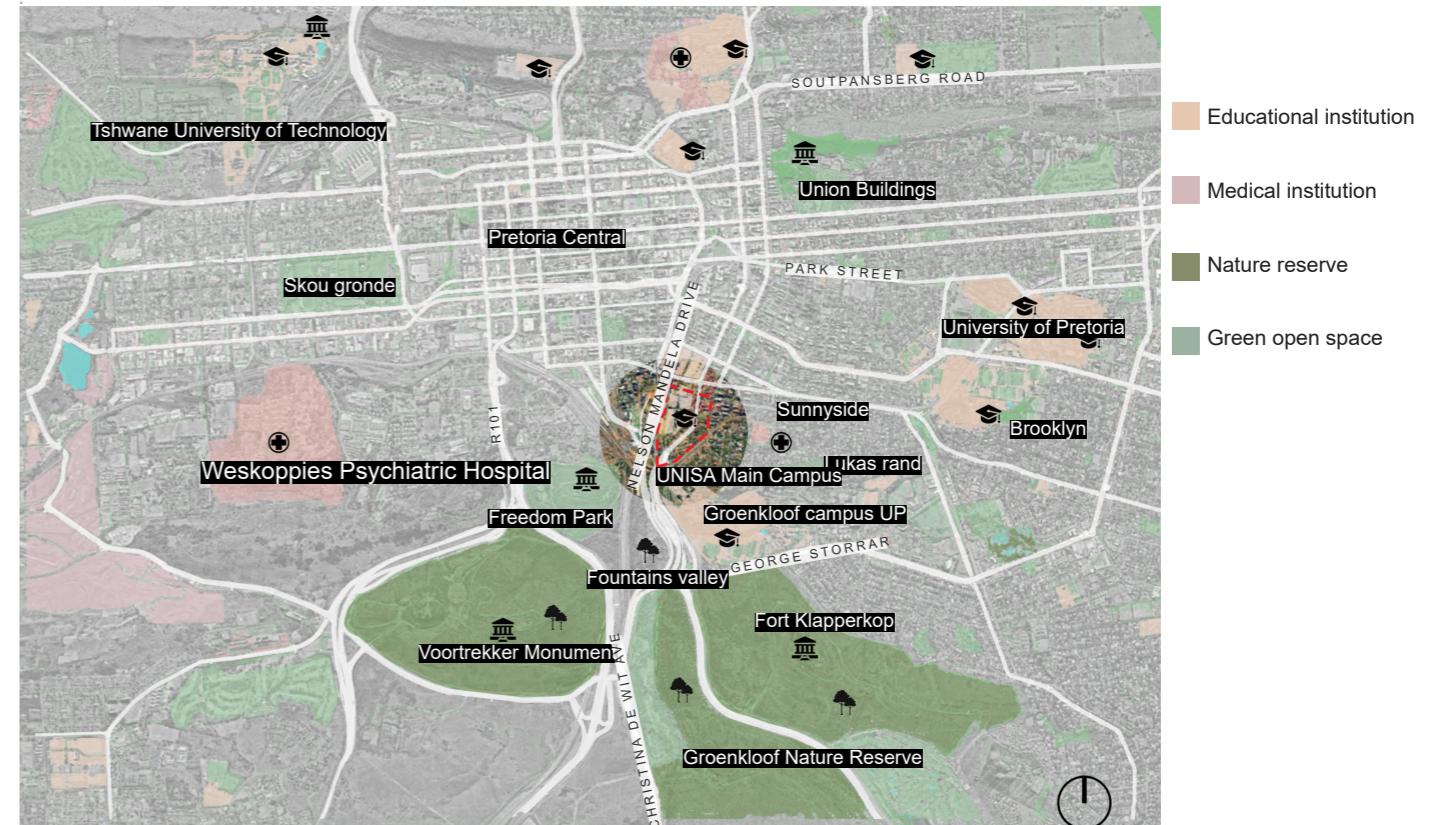 SOUTPANSBERG ROAD
Tshwane University of Technology
Union Buildings
Pretoria Central
PARK STREET
Skou gronde
NELSON MANDELA DRIVE
University of Pretoria
R101
Sunnyside
Brooklyn
Weskoppies Psychiatric Hospital
UNISA Main Campus
Lukas rand
Freedom Park
Groenkloof campus UP
GEORGE STORRAR
Fountains valley
Fort Klapperkop
Voortrekker Monument
CHRISTINA DE WIT AVE
Groenkloof Nature Reserve
Educational institution
Medical institution
Nature reserve
Green open space